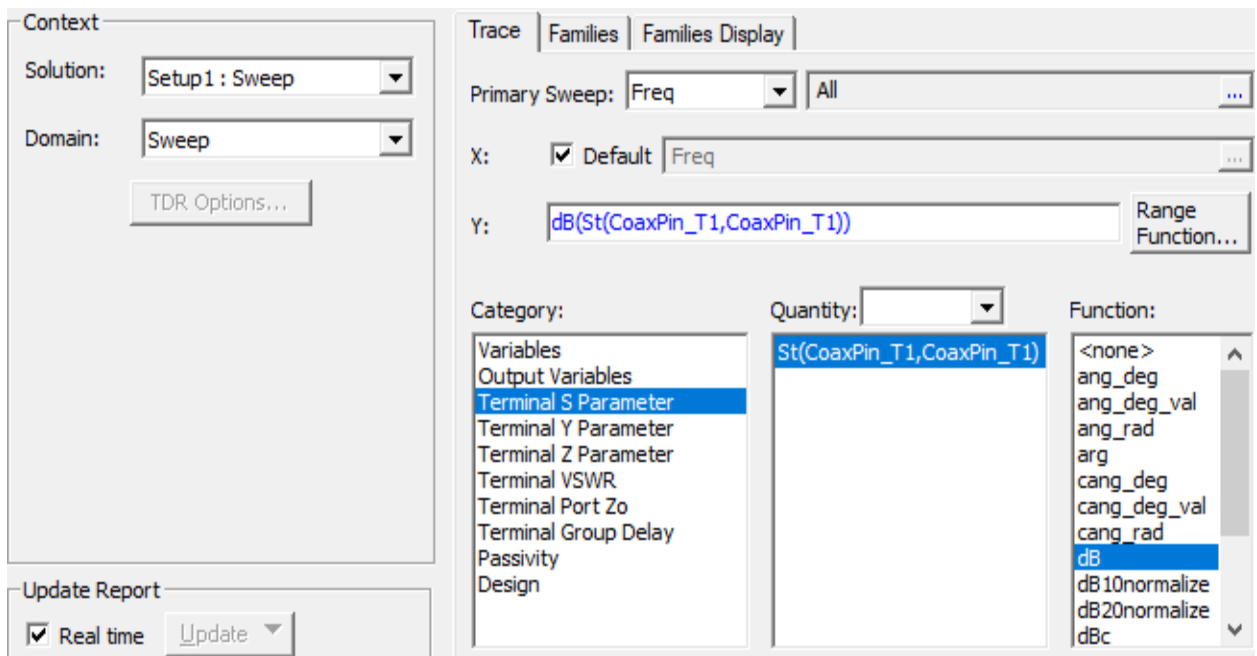 Context
Solution: Setup1 : Sweep
Domain: Sweep
TDR Options...
Update Report
Real time Update
Trace Families Families Display
Primary Sweep: Freq All ...
X: Default Freq ...
Y: dB(St(CoaxPin_T1,CoaxPin_T1)) Range Function...
Category:
Variables
Output Variables
Terminal S Parameter
Terminal Y Parameter
Terminal Z Parameter
Terminal VSWR
Terminal Port Zo
Terminal Group Delay
Passivity
Design
Quantity:
St(CoaxPin_T1,CoaxPin_T1)
Function:
<none>
ang_deg
ang_deg_val
ang_rad
arg
cang_deg
cang_deg_val
cang_rad
dB
dB10normalize
dB20normalize
dBc